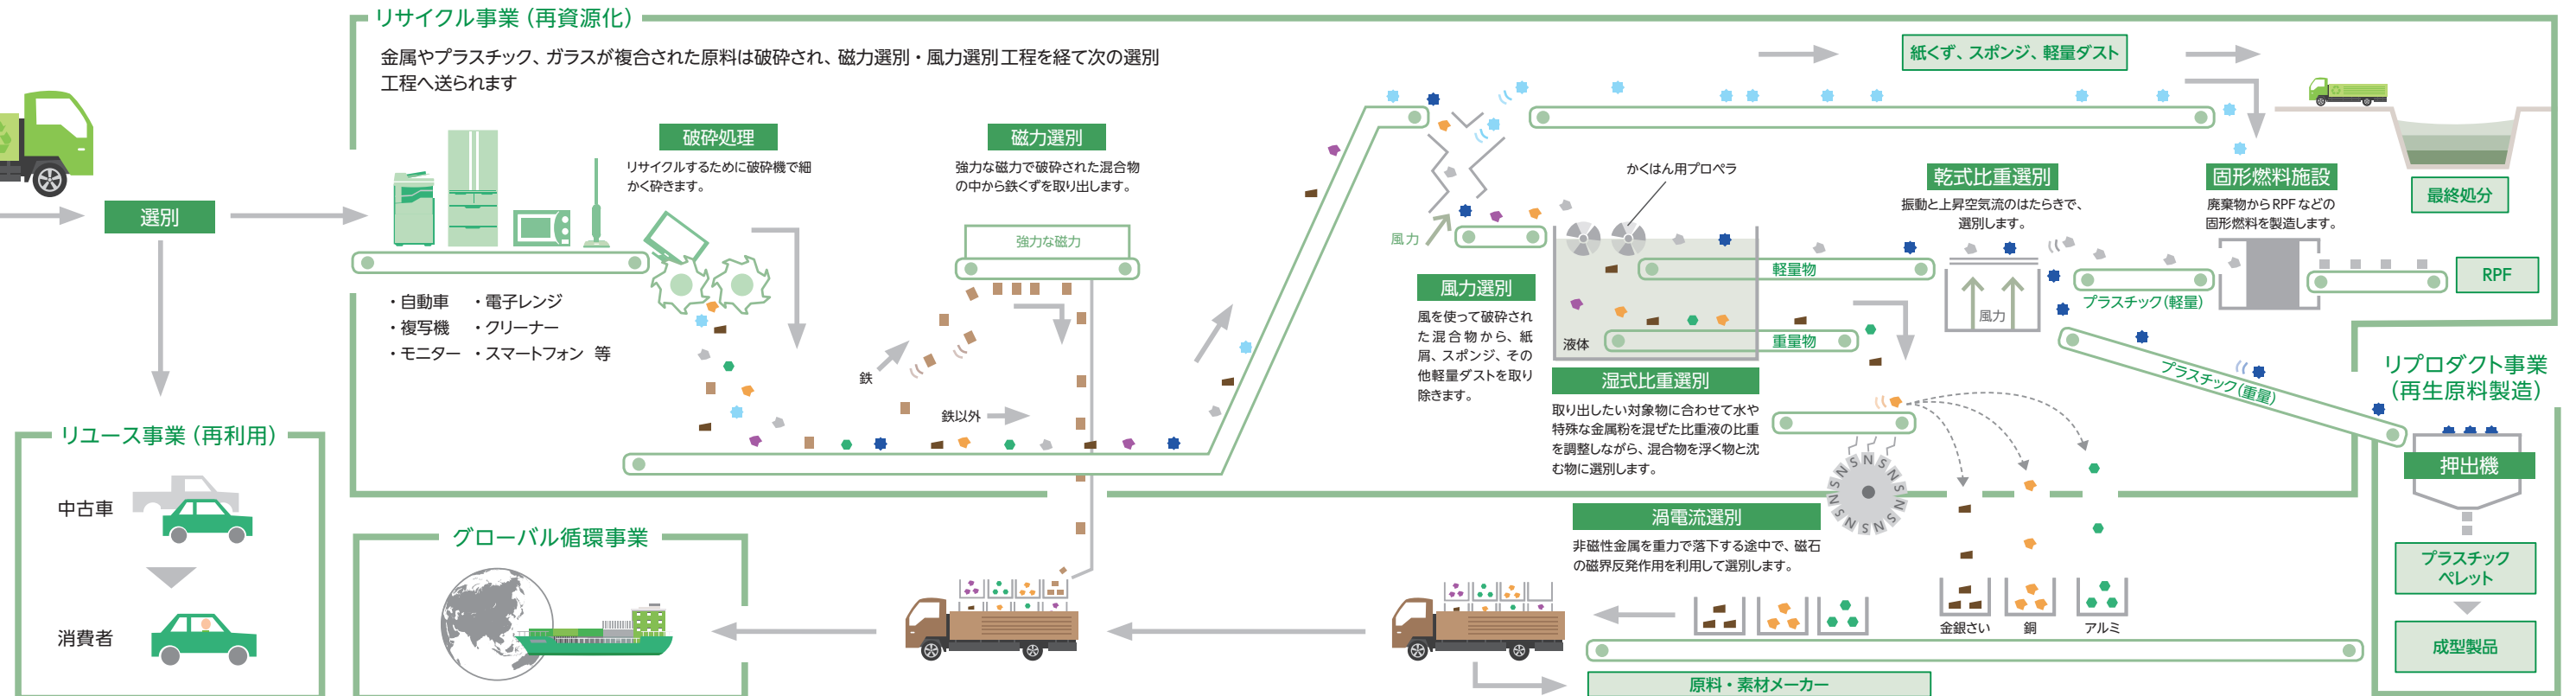 リサイクル事業（再資源化）
金属やプラスチック、ガラスが複合された原料は破砕され、磁力選別・風力選別工程を経て次の選別
工程へ送られます
選別
破砕処理
リサイクルするために破砕機で細
かく砕きます。
・自動車
・複写機
・モニター
・電子レンジ
・クリーナー
・スマートフォン 等
磁力選別
強力な磁力で破砕された混合物
の中から鉄くずを取り出します。
強力な磁力
鉄
鉄以外
風力
風力選別
風を使って破砕され
た混合物から、紙
屑、スポンジ、その
他軽量ダストを取り
除きます。
かくはん用プロペラ
軽量物
重量物
液体
湿式比重選別
取り出したい対象物に合わせて水や
特殊な金属粉を混ぜた比重液の比重
を調整しながら、混合物を浮く物と沈
む物に選別します。
紙くず、スポンジ、軽量ダスト
乾式比重選別
振動と上昇空気流のはたらきで、
選別します。
風力
プラスチック（軽量）
プラスチック（重量）
固形燃料施設
廃棄物からRPFなどの
固形燃料を製造します。
最終処分
RPF
リプロダクト事業
（再生原料製造）
押出機
プラスチック
ペレット
成型製品
渦電流選別
非磁性金属を重力で落下する途中で、磁石
の磁界反発作用を利用して選別します。
N S N S N S N S N S N S N S N S
金銀さい
銅
アルミ
原料・素材メーカー
グローバル循環事業
リユース事業（再利用）
中古車
消費者